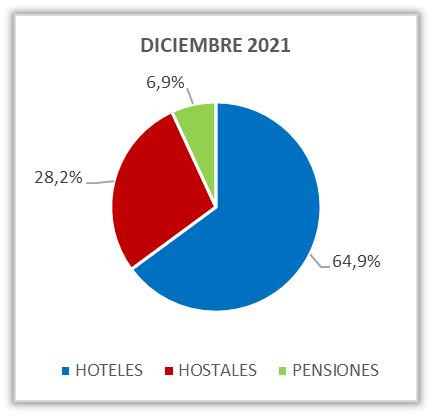 DICIEMBRE 2021
6,9%
28,2%
64,9%
HOTELES HOSTALES PENSIONES